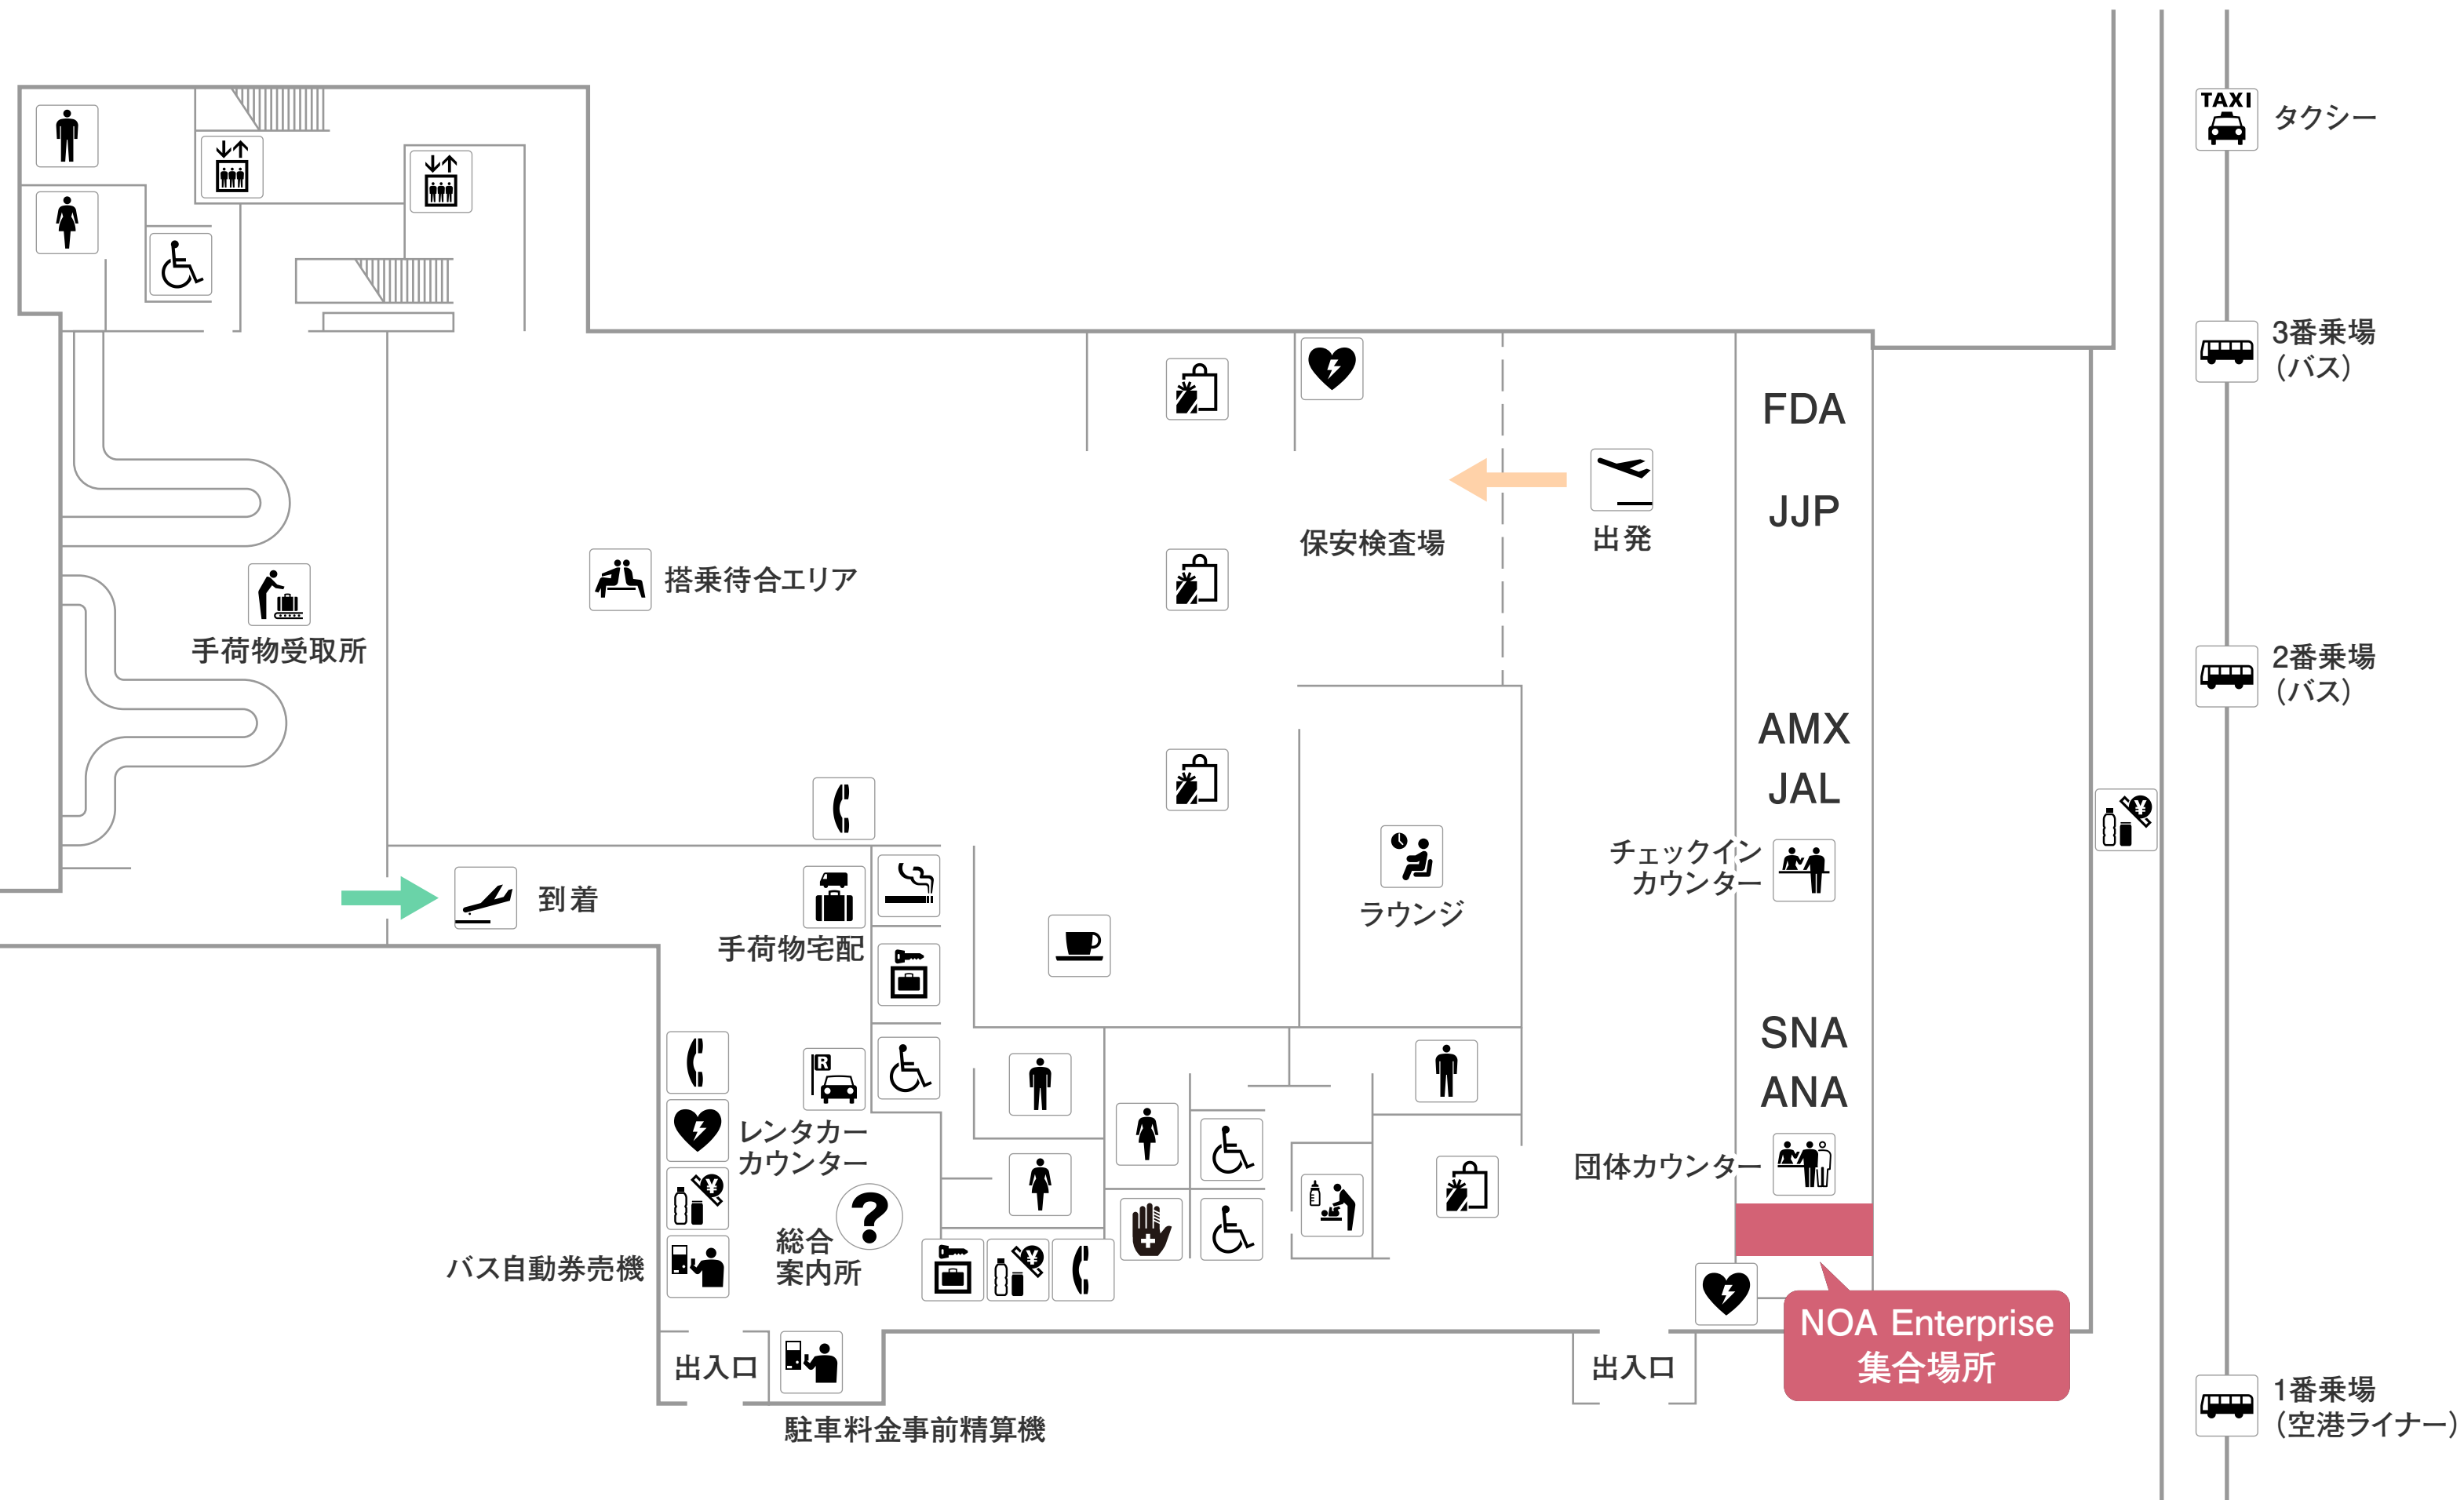 TAXI
タクシー
3番乗場
（バス）
FDA
JJP
出発
保安検査場
搭乗待合エリア
手荷物受取所
2番乗場
（バス）
AMX
JAL
チェックイン
カウンター
到着
手荷物宅配
ラウンジ
SNA
ANA
R
レンタカー
カウンター
団体カウンター
総合
案内所
バス自動券売機
出入口
駐車料金事前精算機
出入口
NOA Enterprise
集合場所
1番乗場
（空港ライナー）